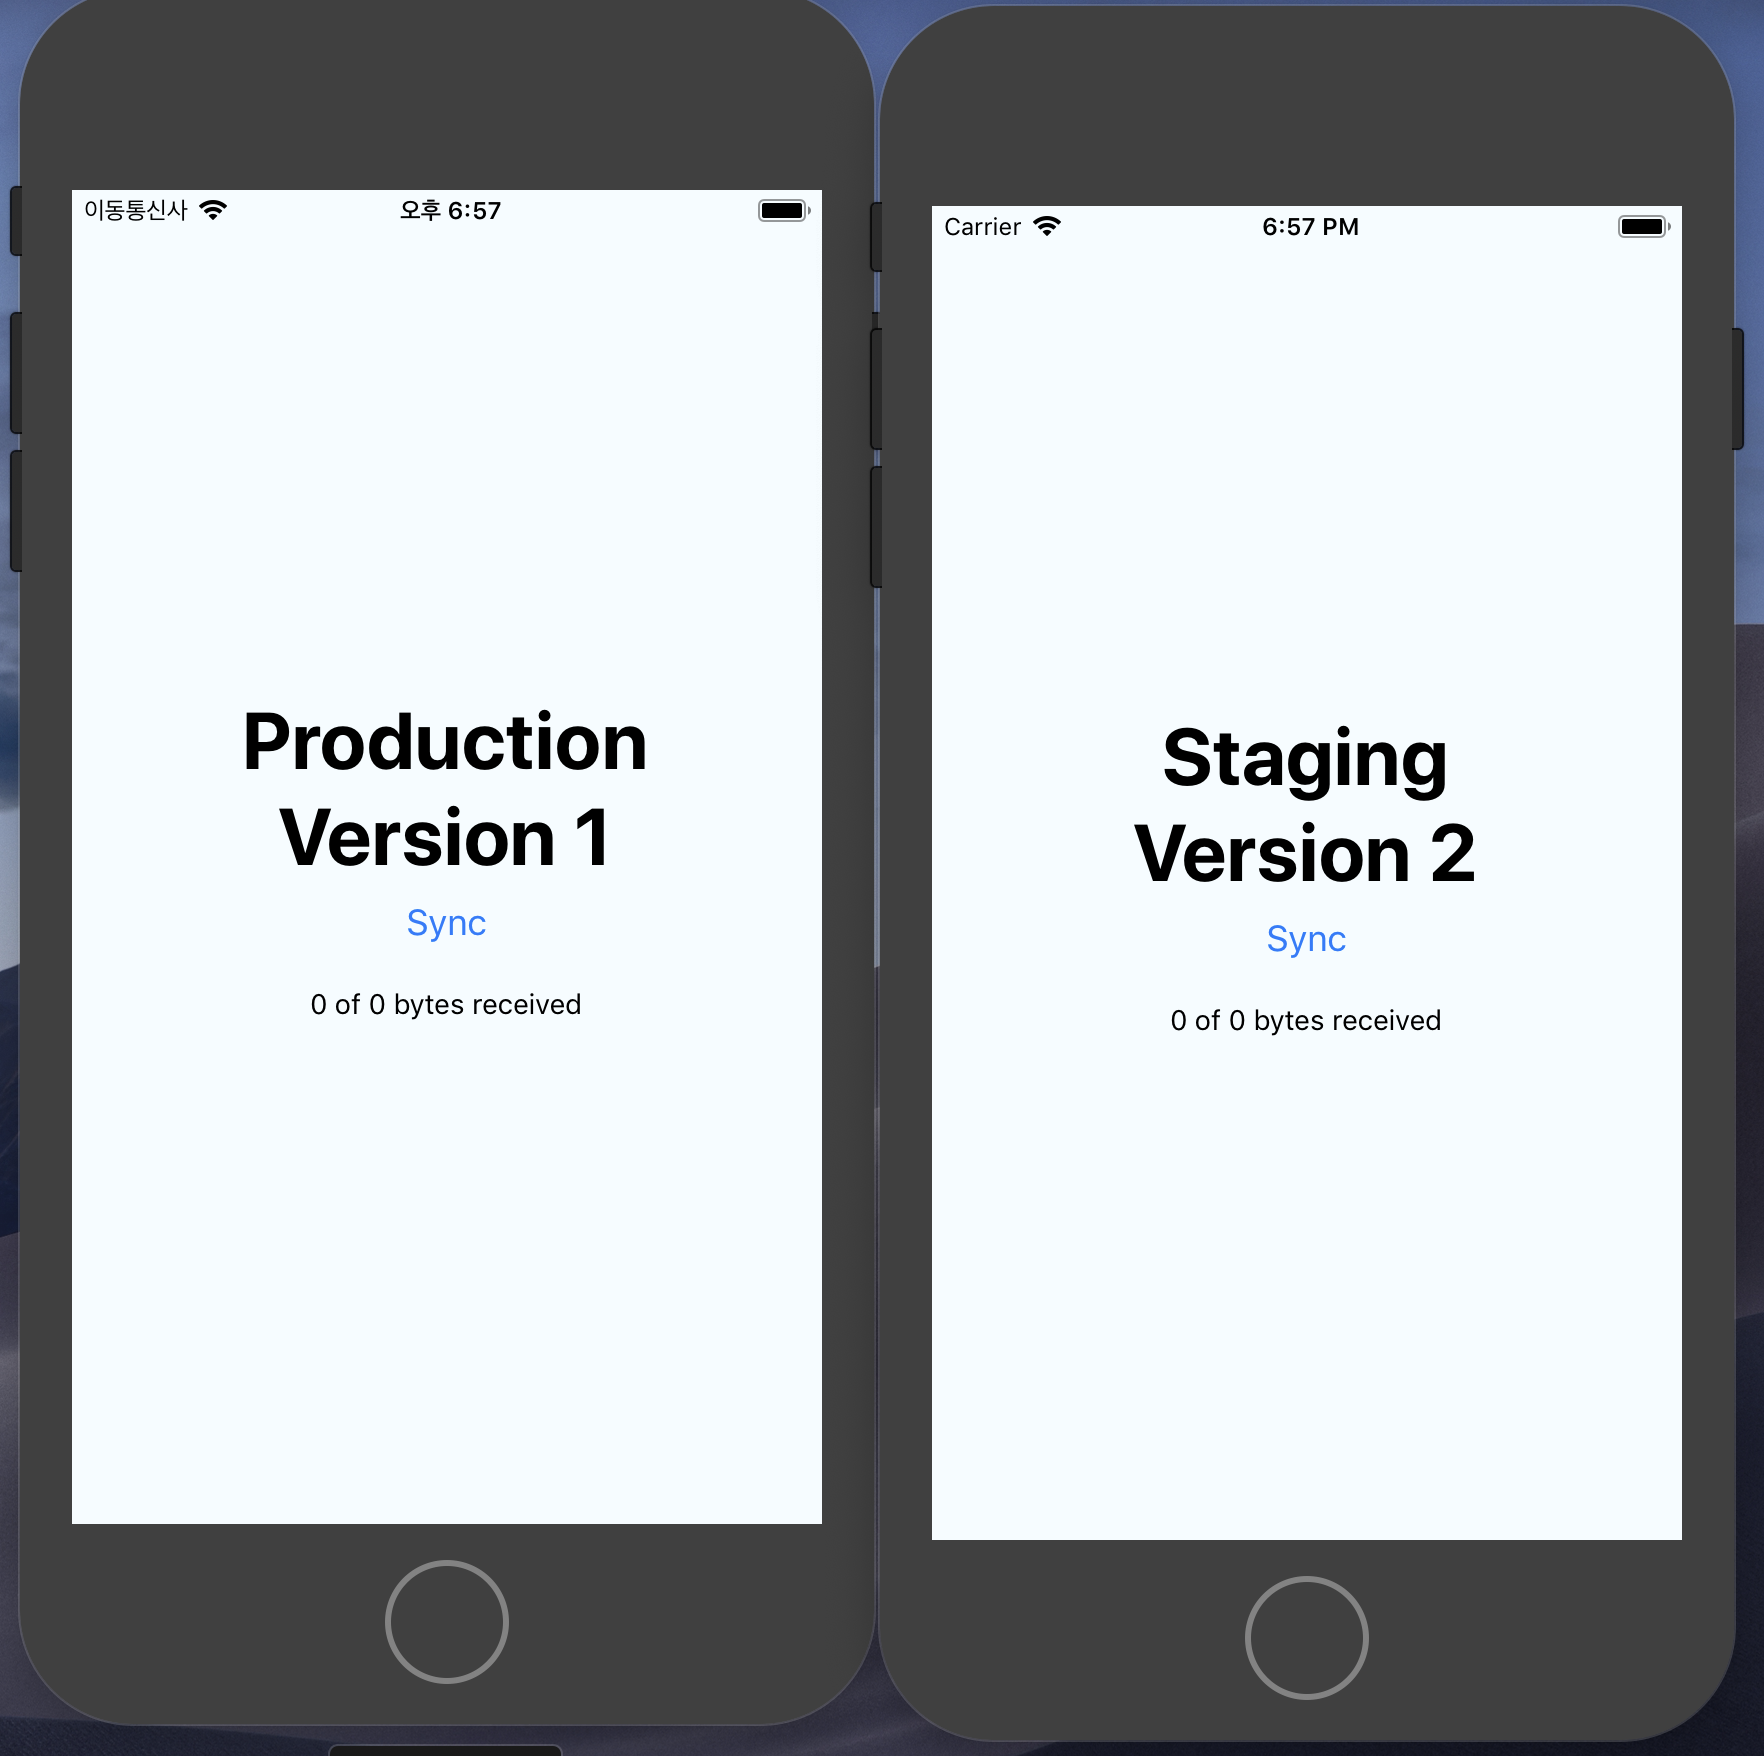 이동통신사 오후 6:57
Production
Version 1
Sync
0 of 0 bytes received
Carrier 6:57 PM
Staging
Version 2
Sync
0 of 0 bytes received